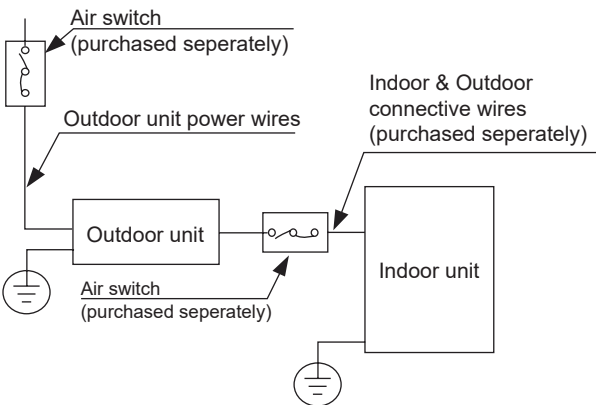 Air switch
(purchased seperately)
Indoor & Outdoor
connective wires
(purchased seperately)
Outdoor unit power wires
Outdoor unit
Indoor unit
Air switch
(purchased seperately)